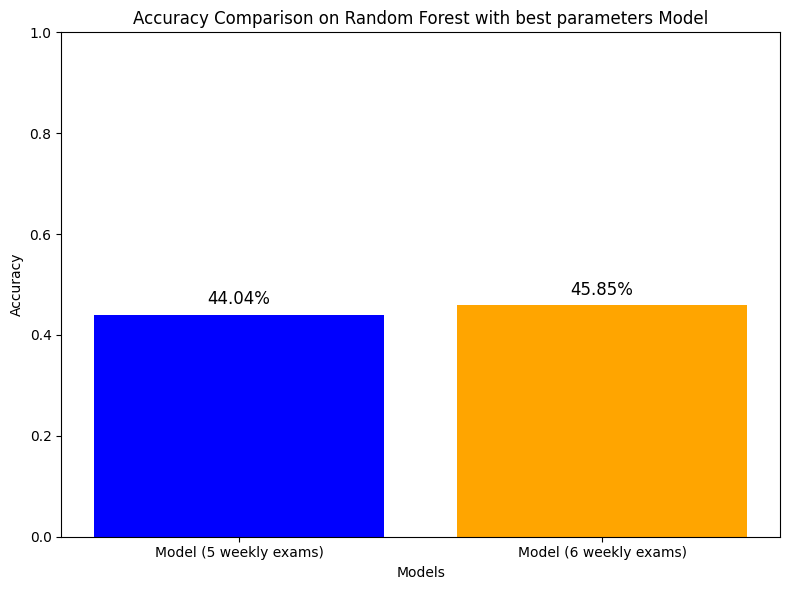 Accuracy Comparison on Random Forest with best parameters Model
1.0
0.8
0.6
0.4
0.2
0.0
Accuracy
44.04%
45.85%
Model (5 weekly exams)
Model (6 weekly exams)
Models